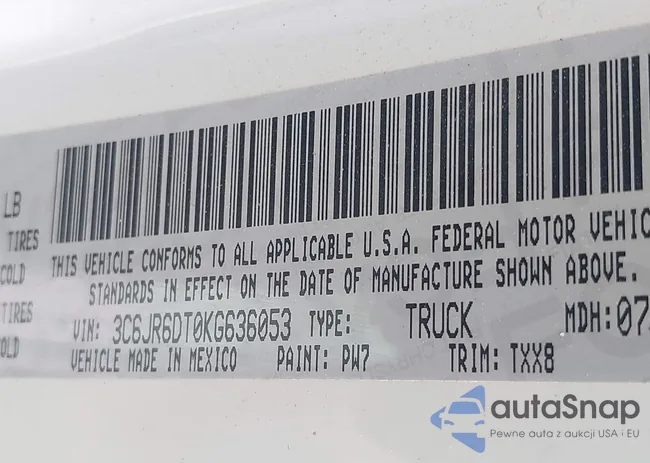 LB
TIRES
COLD
TIRES
COLD
THIS VEHICLE CONFORMS TO ALL APPLICABLE U.S.A. FEDERAL MOTOR VEHIC
STANDARDS IN EFFECT ON THE DATE OF MANUFACTURE SHOWN ABOVE.
VIN: 3C6JR6DT0KG636053 TYPE: TRUCK MDH:07
VEHICLE MADE IN MEXICO PAINT: PW7 TRIM: TXX8
autaSnap
Pewne auta z aukcji USA i EU